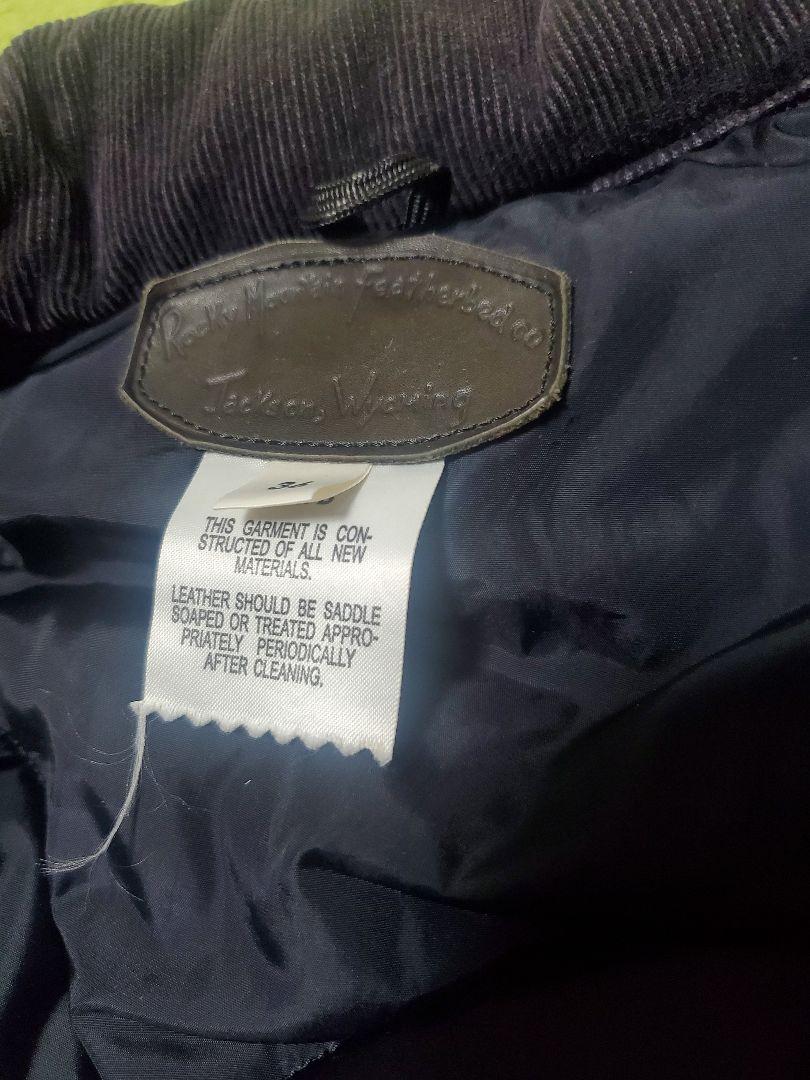 Rocky Mountain Featherbed co
Jackson, Wyoming
THIS GARMENT IS CON-
STRUCTED OF ALL NEW
MATERIALS.
LEATHER SHOULD BE SADDLE
SOAPED OR TREATED APPRO-
PRIATELY PERIODICALLY
AFTER CLEANING.